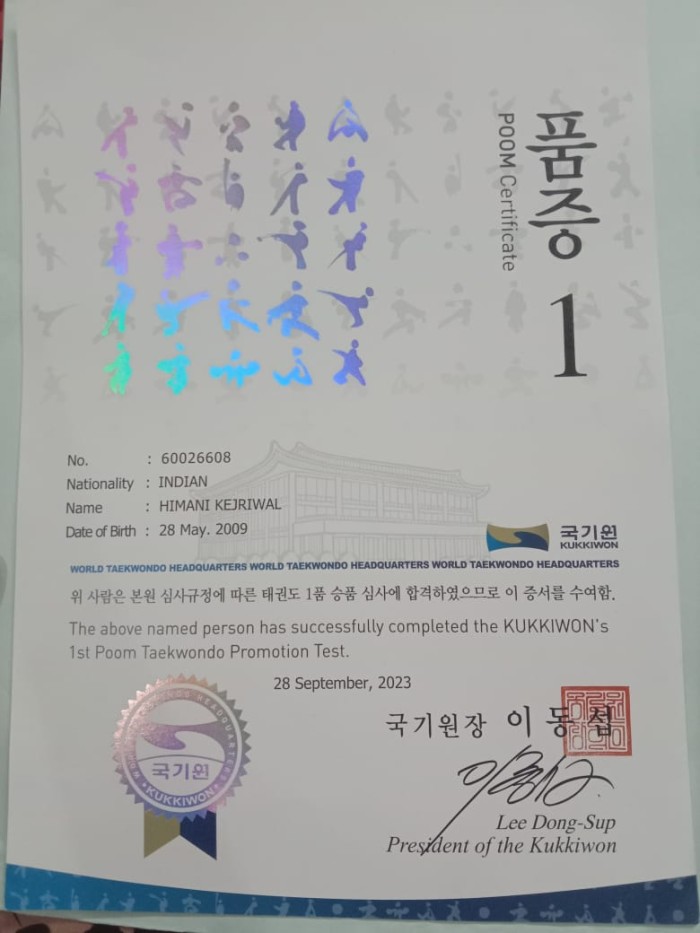 품증 1
POOM Certificate
No. : 60026608
Nationality : INDIAN
Name : HIMANI KEJRIWAL
Date of Birth : 28 May. 2009
국기원
KUKKIWON
WORLD TAEKWONDO HEADQUARTERS WORLD TAEKWONDO HEADQUARTERS WORLD TAEKWONDO HEADQUARTERS
위 사람은 본원 심사규정에 따른 태권도 1품 승품 심사에 합격하였으므로 이 증서를 수여함.
The above named person has successfully completed the KUKKIWON's
1st Poom Taekwondo Promotion Test.
28 September, 2023
국기원장 이동섭
국기원
KUKKIWON
Lee Dong-Sup
President of the Kukkiwon